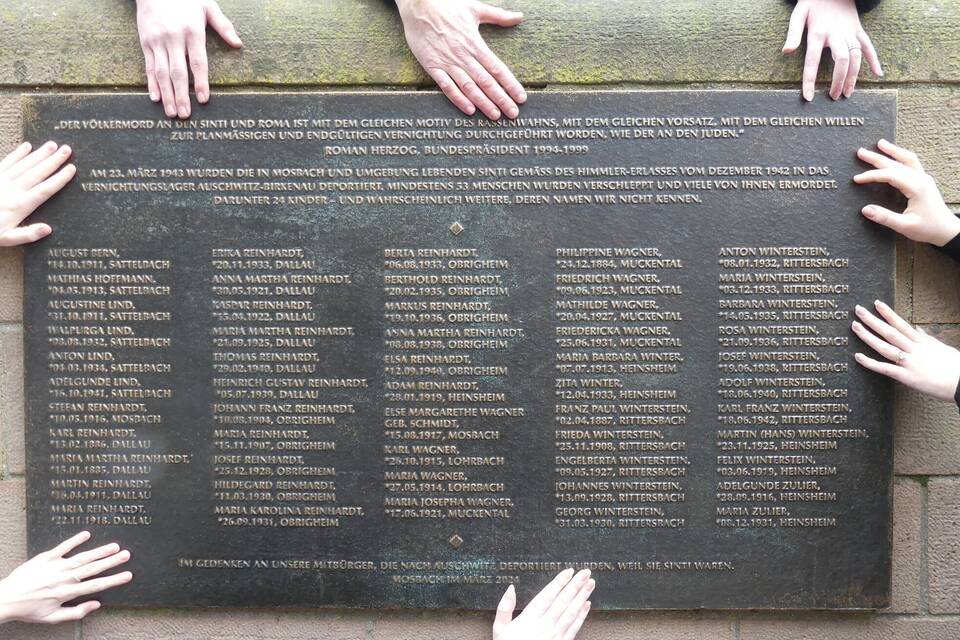 „DER VÖLKERMORD AN DEN SINTI UND ROMA IST MIT DEM GLEICHEN MOTIV DES RASSENWAHNS, MIT DEM GLEICHEN VORSATZ, MIT DEM GLEICHEN WILLEN
ZUR PLANMÄSSIGEN UND ENDGÜLTIGEN VERNICHTUNG DURCHGEFÜHRT WORDEN, WIE DER AN DEN JUDEN.“
ROMAN HERZOG, BUNDESPRÄSIDENT 1994-1999
AM 23. MÄRZ 1943 WURDEN DIE IN MOSBACH UND UMGEBUNG LEBENDEN SINTI GEMÄSS DES HIMMLER-ERLASSES VOM DEZEMBER 1942 IN DAS
VERNICHTUNGSLAGER AUSCHWITZ-BIRKENAU DEPORTIERT. MINDESTENS 53 MENSCHEN WURDEN VERSCHLEPPT UND VIELE VON IHNEN ERMORDET.
DARUNTER 24 KINDER – UND WAHRSCHEINLICH WEITERE, DEREN NAMEN WIR NICHT KENNEN.
AUGUST BERN,
*14.10.1911, SATTELBACH
MATHIAS HOFFMANN,
*04.03.1913, SATTELBACH
AUGUSTINE LIND,
*31.10.1911, SATTELBACH
WALPURGA LIND,
*08.08.1932, SATTELBACH
ANTON LIND,
*04.03.1934, SATTELBACH
ADELGUNDE LIND,
*16.10.1941, SATTELBACH
STEFAN REINHARDT,
*10.05.1916, MOSBACH
KARL REINHARDT,
*13.02.1886, DALLAU
MARIA MARTHA REINHARDT,
*15.01.1885, DALLAU
MARTIN REINHARDT,
*16.04.1911, DALLAU
MARIA REINHARDT,
*22.11.1918, DALLAU
ERIKA REINHARDT,
*20.11.1933, DALLAU
ANNA MARTHA REINHARDT,
*30.03.1921, DALLAU
KASPAR REINHARDT,
*15.03.1922, DALLAU
MARIA MARTHA REINHARDT,
*21.09.1925, DALLAU
THOMAS REINHARDT,
*29.02.1940, DALLAU
HEINRICH GUSTAV REINHARDT,
*05.07.1939, DALLAU
JOHANN FRANZ REINHARDT,
*10.08.1904, OBRIGHEIM
MARIA REINHARDT,
*15.11.1907, OBRIGHEIM
JOSEF REINHARDT,
*25.12.1928, OBRIGHEIM
HILDEGARD REINHARDT,
*11.03.1930, OBRIGHEIM
MARIA KAROLINA REINHARDT,
*26.09.1931, OBRIGHEIM
BERTA REINHARDT,
*06.08.1933, OBRIGHEIM
BERTHOLD REINHARDT,
*20.02.1935, OBRIGHEIM
MARKUS REINHARDT,
*19.10.1936, OBRIGHEIM
ANNA MARTHA REINHARDT,
*08.08.1938, OBRIGHEIM
ELSA REINHARDT,
*12.09.1940, OBRIGHEIM
ADAM REINHARDT,
*28.01.1919, HEINSHEIM
ELSE MARGARETHE WAGNER
GEB. SCHMIDT,
*15.08.1917, MOSBACH
KARL WAGNER,
*26.10.1915, LOHRBACH
MARIA WAGNER,
*27.05.1914, LOHRBACH
MARIA JOSEPHA WAGNER,
*17.06.1921, MUCKENTAL
PHILIPPINE WAGNER,
*24.12.1884, MUCKENTAL
FRIEDRICH WAGNER,
*09.06.1923, MUCKENTAL
MATHILDE WAGNER,
*20.04.1927, MUCKENTAL
FRIEDERICKA WAGNER,
*25.06.1931, MUCKENTAL
MARIA BARBARA WINTER,
*07.07.1913, HEINSHEIM
ZITA WINTER,
*12.04.1933, HEINSHEIM
FRANZ PAUL WINTERSTEIN,
*02.04.1887, RITTERSBACH
FRIEDA WINTERSTEIN,
*25.11.1908, RITTERSBACH
ENGELBERTA WINTERSTEIN,
*09.05.1927, RITTERSBACH
JOHANNES WINTERSTEIN,
*13.09.1928, RITTERSBACH
GEORG WINTERSTEIN,
*31.03.1930, RITTERSBACH
ANTON WINTERSTEIN,
*08.01.1932, RITTERSBACH
MARIA WINTERSTEIN,
*03.12.1933, RITTERSBACH
BARBARA WINTERSTEIN,
*14.05.1935, RITTERSBACH
ROSA WINTERSTEIN,
*21.09.1936, RITTERSBACH
JOSEF WINTERSTEIN,
*19.06.1938, RITTERSBACH
ADOLF WINTERSTEIN,
*18.06.1940, RITTERSBACH
KARL FRANZ WINTERSTEIN,
*18.06.1942, RITTERSBACH
MARTIN (HANS) WINTERSTEIN,
*23.11.1925, HEINSHEIM
FELIX WINTERSTEIN,
*03.06.1919, HEINSHEIM
ADELGUNDE ZULIER,
*28.09.1916, HEINSHEIM
MARIA ZULIER,
*08.12.1931, HEINSHEIM
IM GEDENKEN AN UNSERE MITBÜRGER, DIE NACH AUSCHWITZ DEPORTIERT WURDEN, WEIL SIE SINTI WAREN.
MOSBACH IM MÄRZ 2024